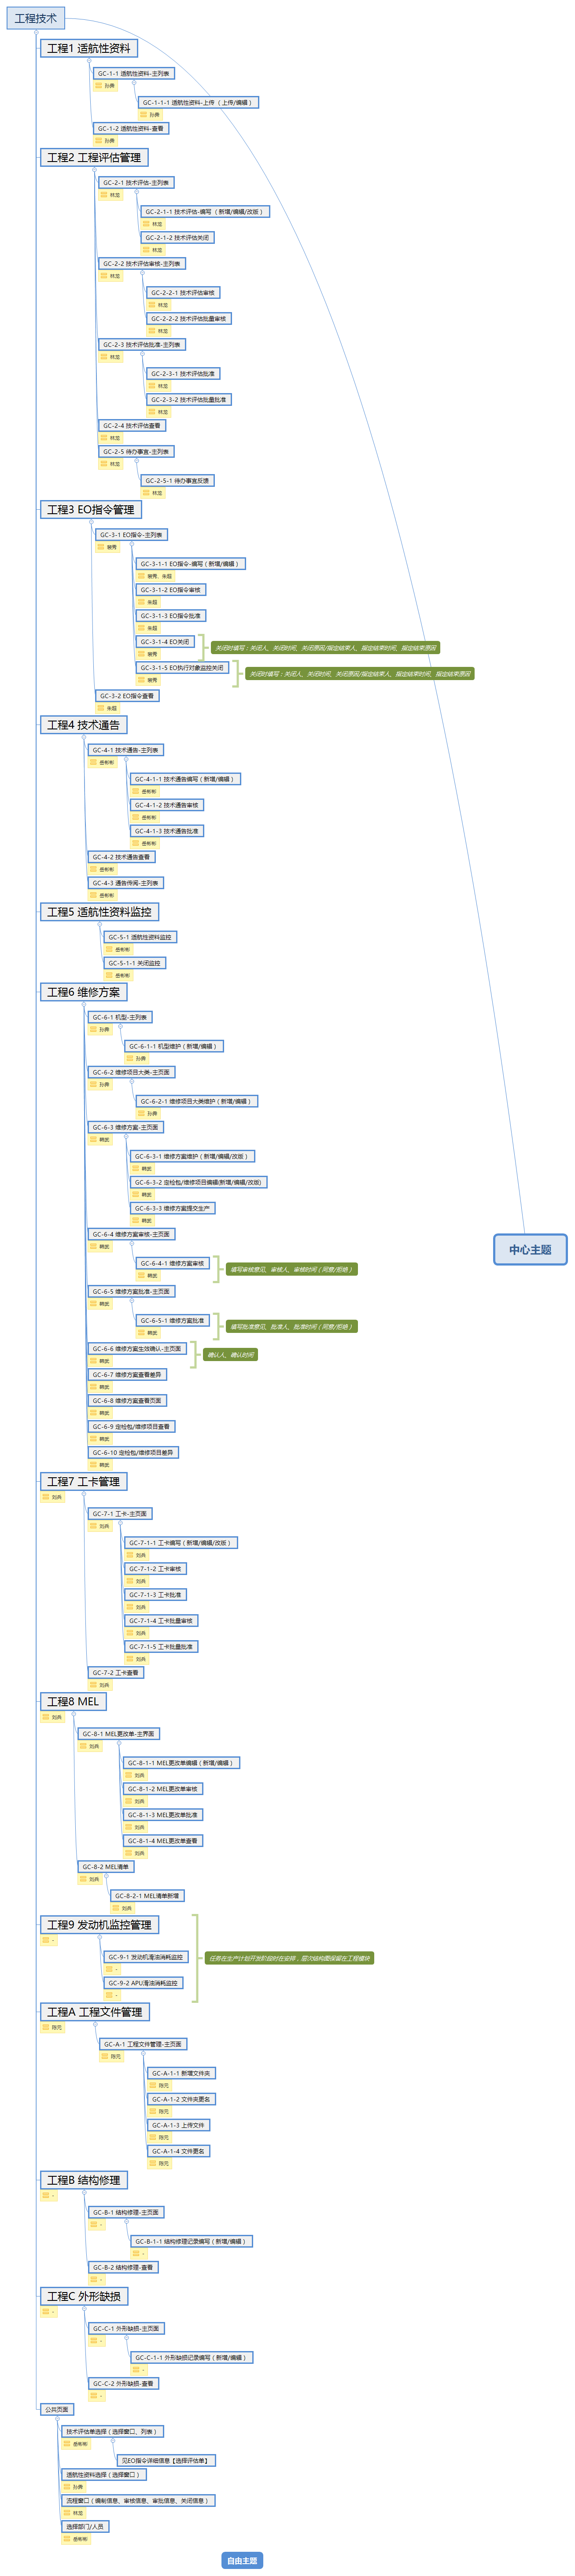 工程技术
工程1 适航性资料
GC-1-1 适航性资料-主列表
孙犇
GC-1-1-1 适航性资料-上传（上传/编辑）
孙犇
GC-1-2 适航性资料-查看
孙犇
工程2 工程评估管理
GC-2-1 技术评估-主列表
林龙
GC-2-1-1 技术评估-编写（新增/编辑/改版）
林龙
GC-2-1-2 技术评估关闭
林龙
GC-2-2 技术评估审核-主列表
林龙
GC-2-2-1 技术评估审核
林龙
GC-2-2-2 技术评估批量审核
林龙
GC-2-3 技术评估批准-主列表
林龙
GC-2-3-1 技术评估批准
林龙
GC-2-3-2 技术评估批量批准
林龙
GC-2-4 技术评估查看
林龙
GC-2-5 待办事宜-主列表
林龙
GC-2-5-1 待办事宜反馈
林龙
工程3 EO指令管理
GC-3-1 EO指令-主列表
GC-3-1-1 EO指令-编写（新增/编辑）
朱超
GC-3-1-2 EO指令审核
朱超
GC-3-1-3 EO指令批准
朱超
GC-3-1-4 EO关闭
关闭时填写：关闭人、关闭时间、关闭原因/指定结束人、指定结束时间、指定结束原因
GC-3-1-5 EO执行对象监控关闭
关闭时填写：关闭人、关闭时间、关闭原因/指定结束人、指定结束时间、指定结束原因
GC-3-2 EO指令查看
朱超
工程4 技术通告
GC-4-1 技术通告-主列表
岳彬彬
GC-4-1-1 技术通告编写（新增/编辑）
岳彬彬
GC-4-1-2 技术通告审核
岳彬彬
GC-4-1-3 技术通告批准
岳彬彬
GC-4-2 技术通告查看
岳彬彬
GC-4-3 通告传阅-主列表
岳彬彬
工程5 适航性资料监控
GC-5-1 适航性资料监控
岳彬彬
GC-5-1-1 关闭监控
岳彬彬
工程6 维修方案
GC-6-1 机型-主列表
孙犇
GC-6-1-1 机型维护（新增/编辑）
孙犇
GC-6-2 维修项目大类-主页面
孙犇
GC-6-2-1 维修项目大类维护（新增/编辑）
孙犇
GC-6-3 维修方案-主页面
韩武
GC-6-3-1 维修方案维护（新增/编辑/改版）
韩武
GC-6-3-2 定检包/维修项目编辑(新增/编辑/改版)
韩武
GC-6-3-3 维修方案提交生产
韩武
GC-6-4 维修方案审核-主页面
韩武
GC-6-4-1 维修方案审核
韩武
填写审核意见、审核人、审核时间（同意/拒绝）
GC-6-5 维修方案批准-主页面
韩武
GC-6-5-1 维修方案批准
韩武
填写批准意见、批准人、批准时间（同意/拒绝）
GC-6-6 维修方案生效确认-主页面
韩武
确认人、确认时间
GC-6-7 维修方案查看差异
韩武
GC-6-8 维修方案查看页面
韩武
GC-6-9 定检包/维修项目查看
韩武
GC-6-10 定检包/维修项目差异
韩武
工程7 工卡管理
刘兵
GC-7-1 工卡-主页面
刘兵
GC-7-1-1 工卡编写（新增/编辑/改版）
刘兵
GC-7-1-2 工卡审核
刘兵
GC-7-1-3 工卡批准
刘兵
GC-7-1-4 工卡批量审核
刘兵
GC-7-1-5 工卡批量批准
刘兵
GC-7-2 工卡查看
刘兵
工程8 MEL
刘兵
GC-8-1 MEL更改单-主界面
刘兵
GC-8-1-1 MEL更改单编辑（新增/编辑）
刘兵
GC-8-1-2 MEL更改单审核
刘兵
GC-8-1-3 MEL更改单批准
刘兵
GC-8-1-4 MEL更改单查看
刘兵
GC-8-2 MEL清单
刘兵
GC-8-2-1 MEL清单新增
刘兵
工程9 发动机监控管理
-
GC-9-1 发动机滑油消耗监控
-
GC-9-2 APU滑油消耗监控
-
任务在生产计划开发阶段时在安排，层次结构图保留在工程模块
工程A 工程文件管理
陈亮
GC-A-1 工程文件管理-主页面
陈亮
GC-A-1-1 新增文件夹
陈亮
GC-A-1-2 文件夹更名
陈亮
GC-A-1-3 上传文件
陈亮
GC-A-1-4 文件更名
陈亮
工程B 结构修理
-
GC-B-1 结构修理-主页面
-
GC-B-1-1 结构修理记录编写（新增/编辑）
-
GC-B-2 结构修理-查看
-
工程C 外形缺损
-
GC-C-1 外形缺损-主页面
-
GC-C-1-1 外形缺损记录编写（新增/编辑）
-
GC-C-2 外形缺损-查看
-
公共页面
技术评估单选择（选择窗口、列表）
岳彬彬
见EO指令详细信息【选择评估单】
适航性资料选择（选择窗口）
孙犇
流程窗口（编制信息、审核信息、审批信息、关闭信息）
林龙
选择部门/人员
岳彬彬
中心主题
自由主题